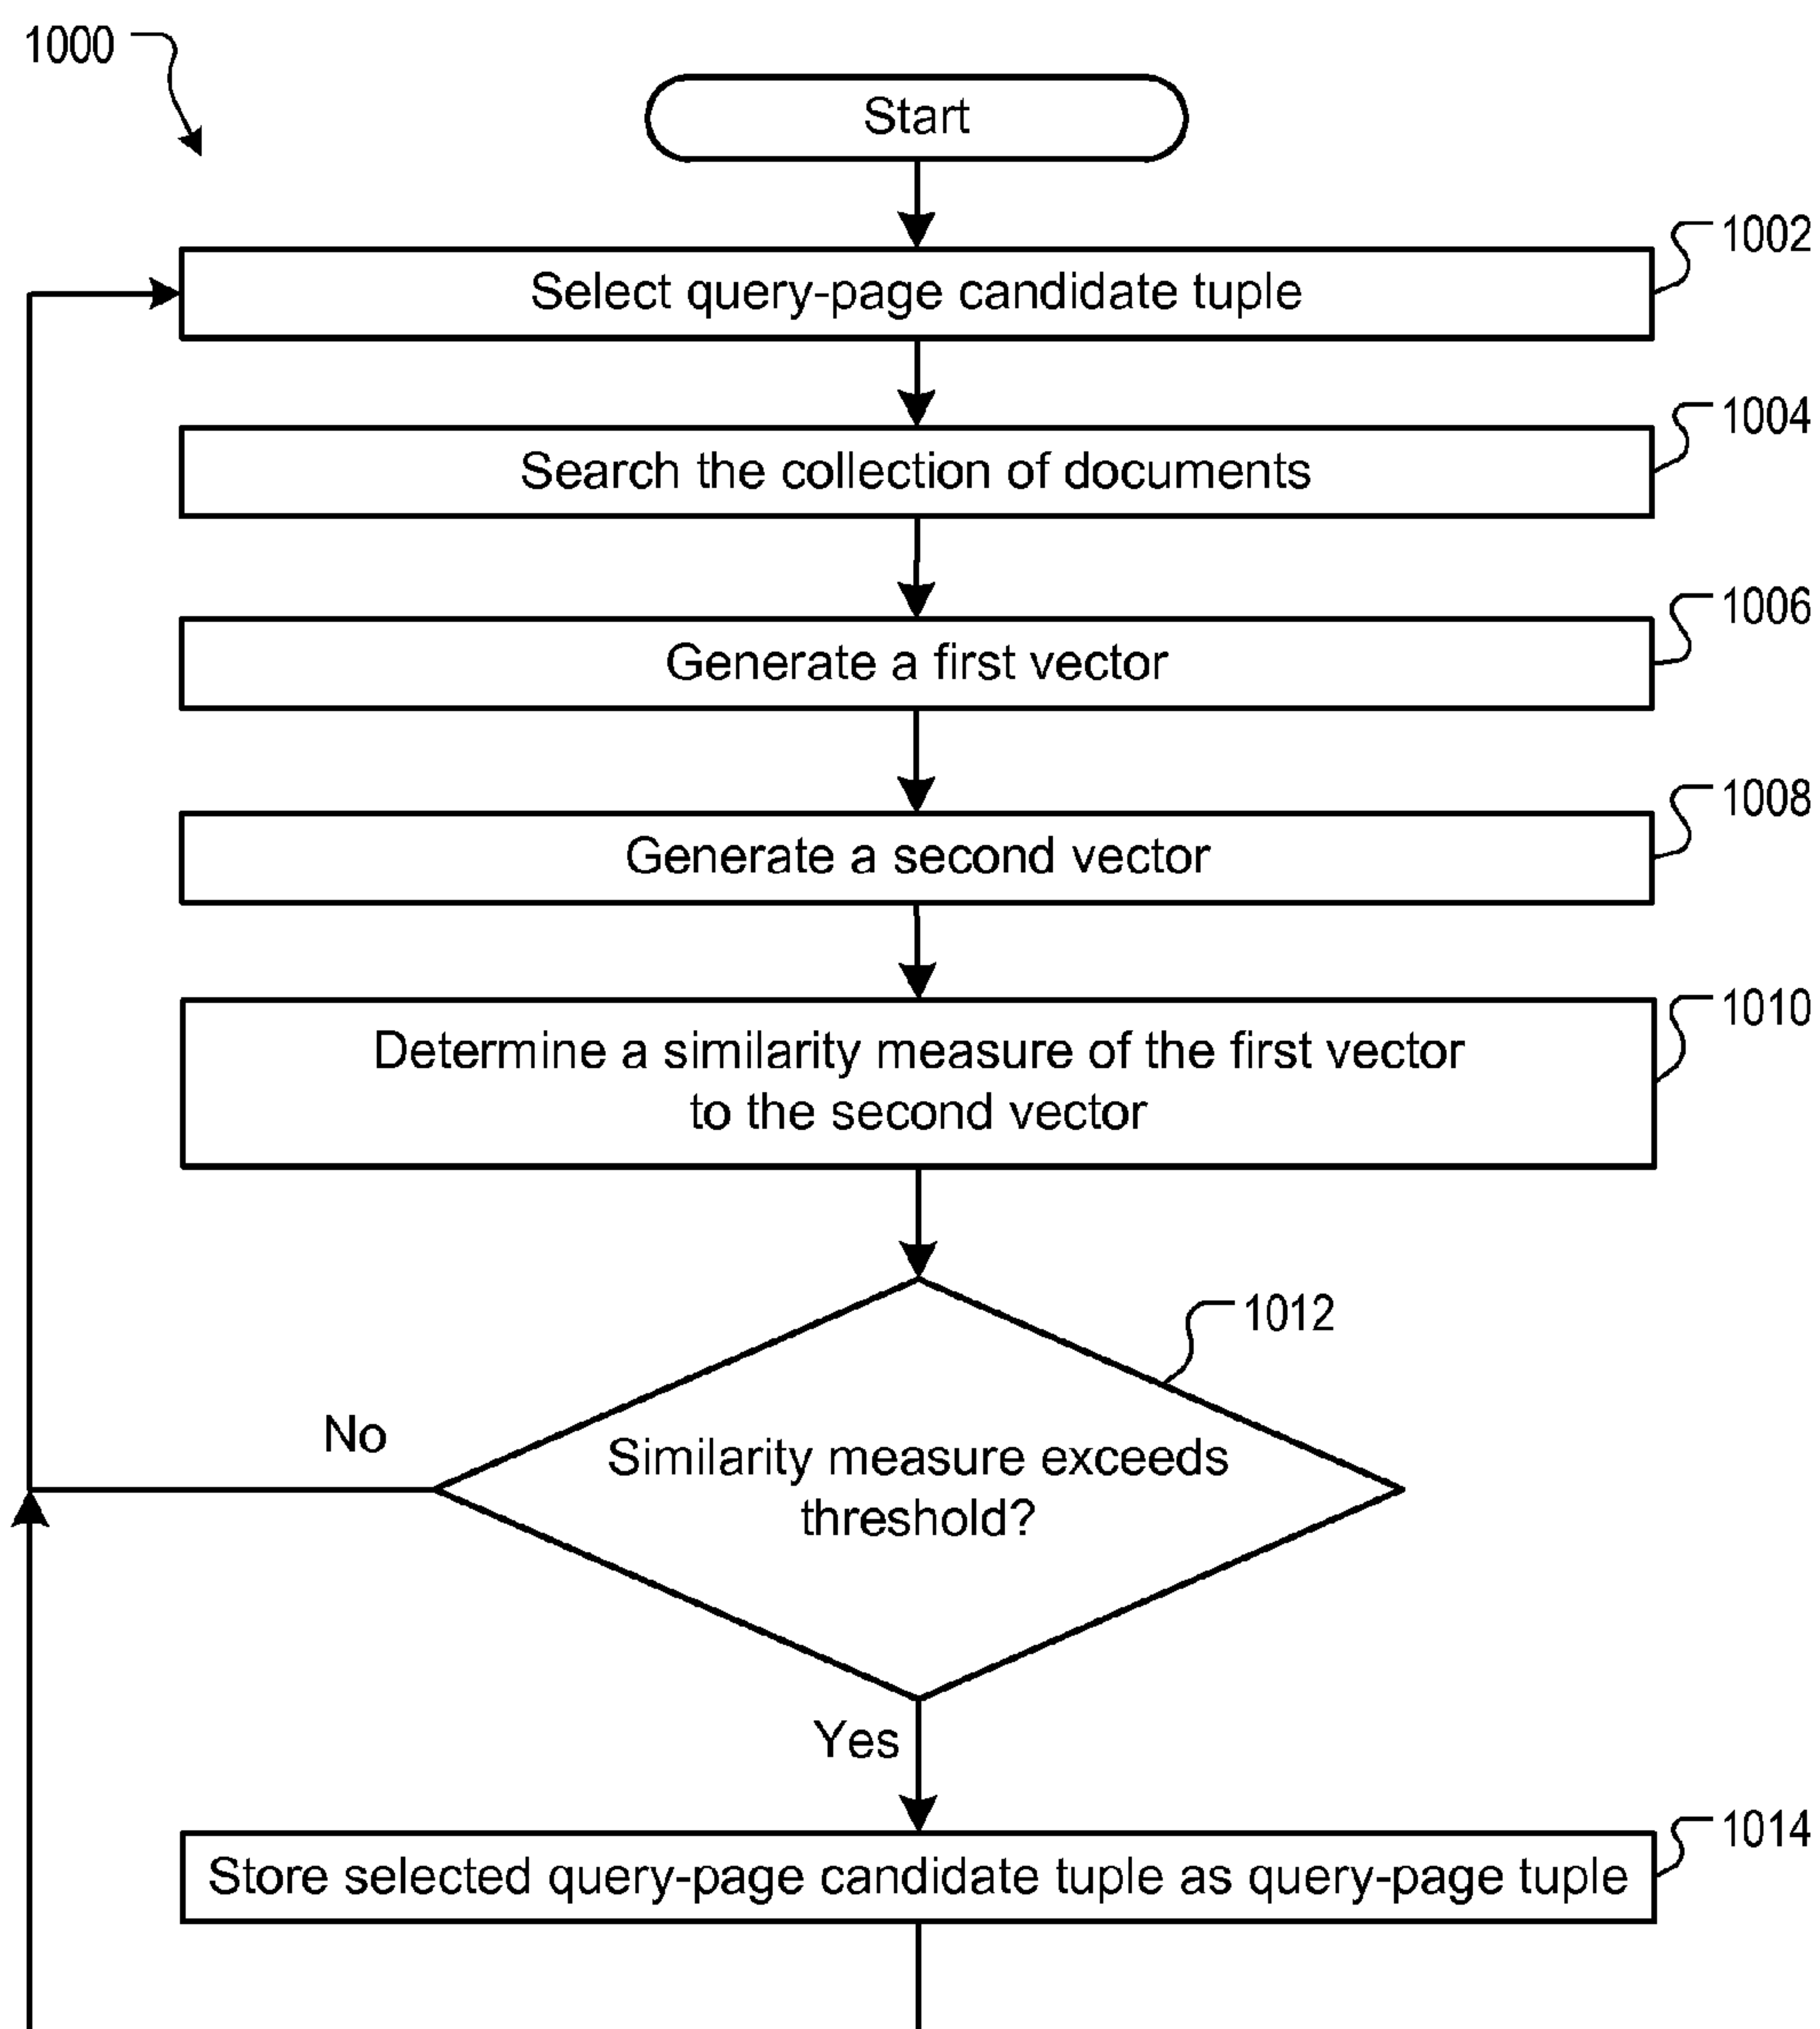 1000
Start
1002
Select query-page candidate tuple
1004
Search the collection of documents
1006
Generate a first vector
1008
Generate a second vector
1010
Determine a similarity measure of the first vector
to the second vector
1012
No
Similarity measure exceeds
threshold?
Yes
1014
Store selected query-page candidate tuple as query-page tuple